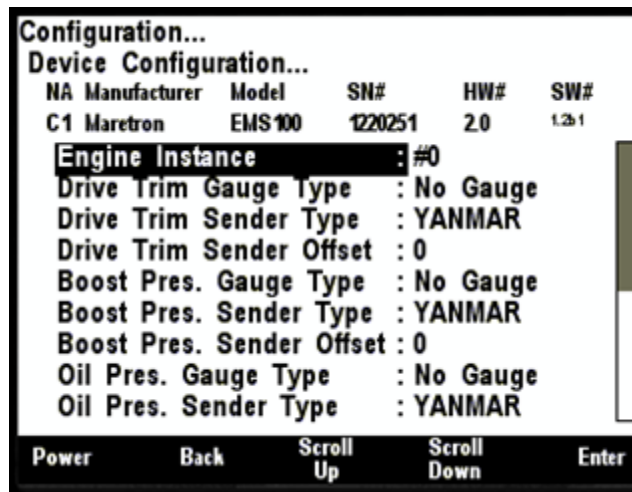 Configuration...
Device Configuration...
NA Manufacturer Model SN# HW# SW#
C1 Maretron EMS100 1220251 2.0 1.2b1
Engine Instance : #0
Drive Trim Gauge Type : No Gauge
Drive Trim Sender Type : YANMAR
Drive Trim Sender Offset : 0
Boost Pres. Gauge Type : No Gauge
Boost Pres. Sender Type : YANMAR
Boost Pres. Sender Offset : 0
Oil Pres. Gauge Type : No Gauge
Oil Pres. Sender Type : YANMAR
Power Back Scroll Up Scroll Down Enter